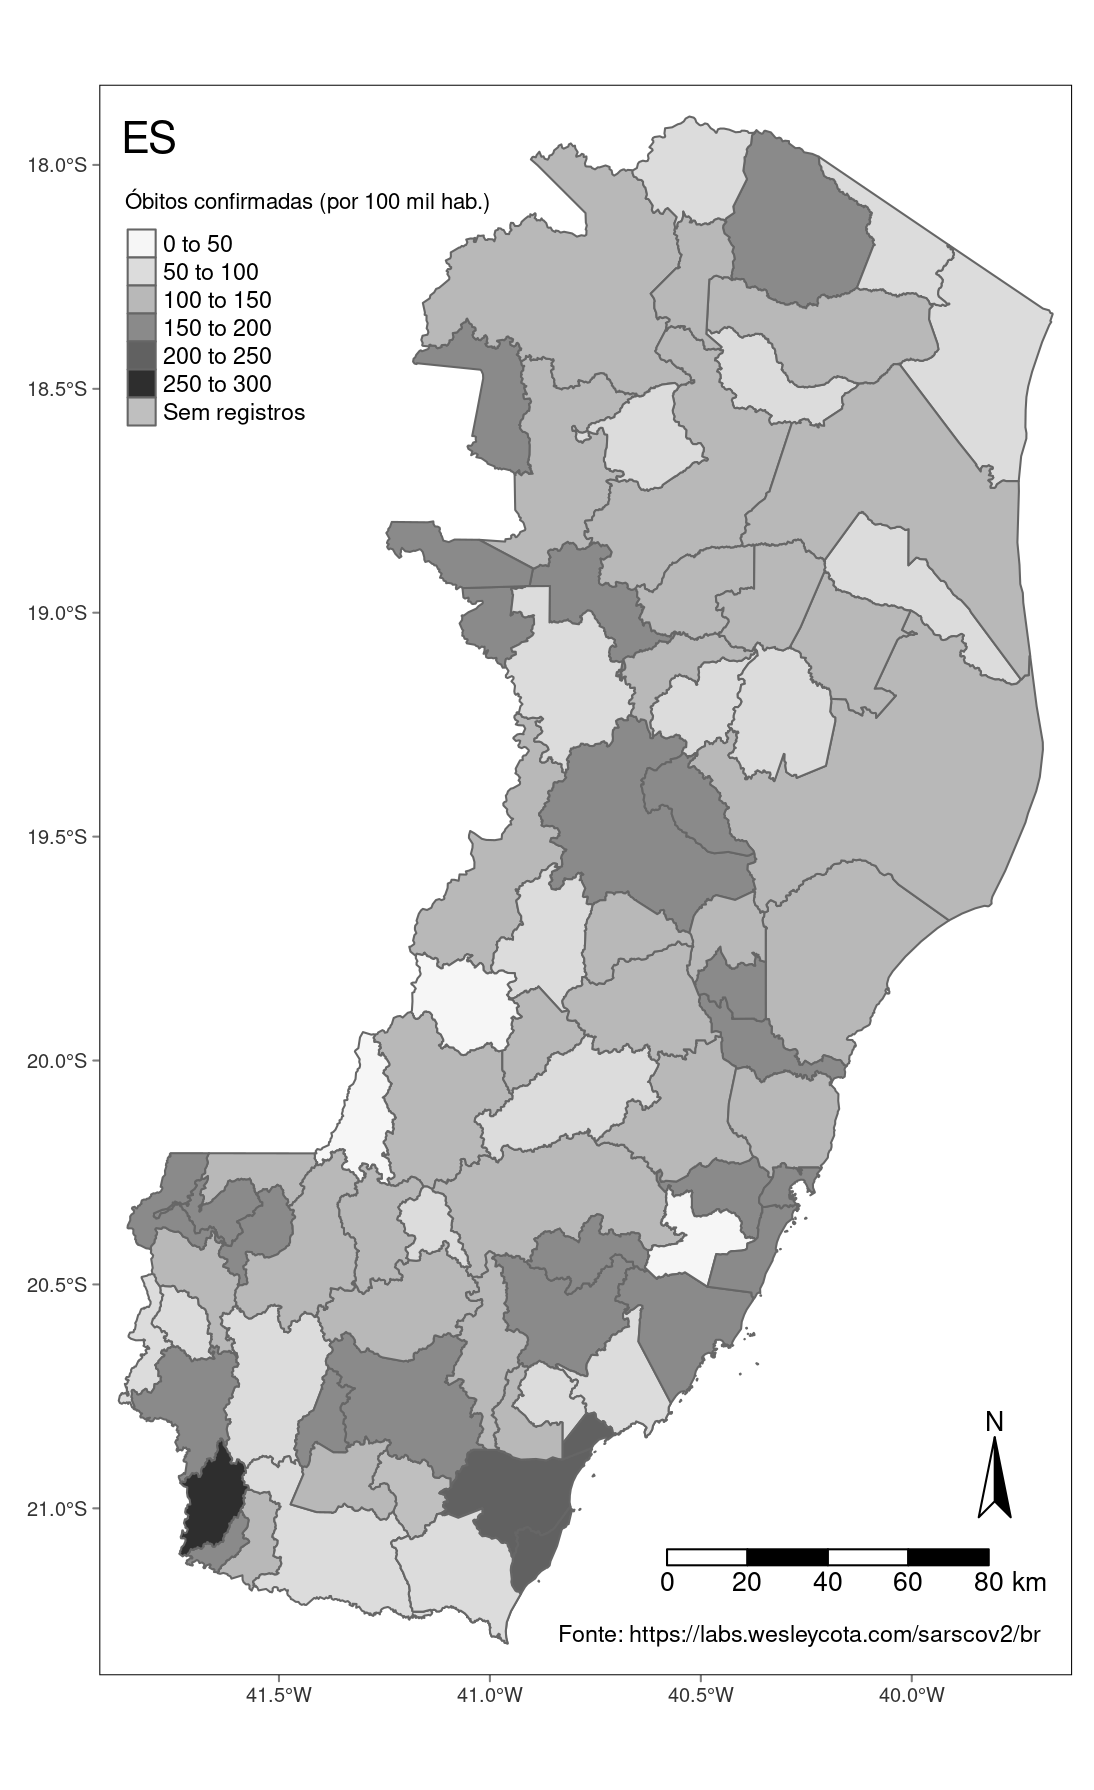 ES
Óbitos confirmadas (por 100 mil hab.)
0 to 50
50 to 100
100 to 150
150 to 200
200 to 250
250 to 300
Sem registros
18.0°S
18.5°S
19.0°S
19.5°S
20.0°S
20.5°S
21.0°S
N
0 20 40 60 80 km
Fonte: https://labs.wesleycota.com/sarscov2/br
41.5°W 41.0°W 40.5°W 40.0°W